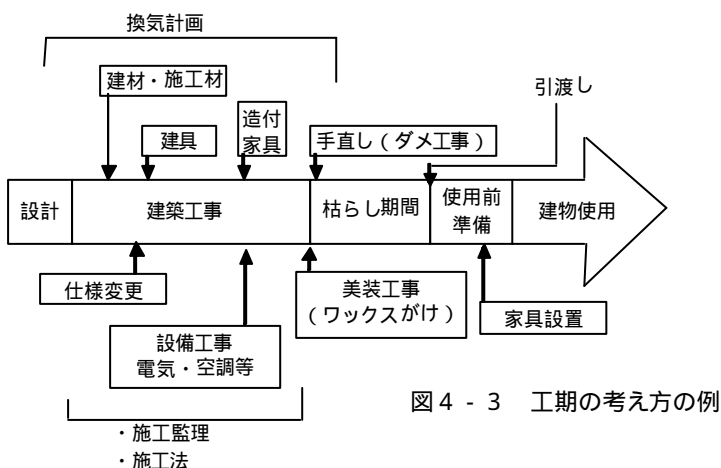 換気計画
建材・施工材
引渡し
造付
家具
建具
手直し（ダメ工事）
設計
建築工事
枯らし期間
使用前
準備
建物使用
仕様変更
美装工事
（ワックスがけ）
家具設置
設備工事
電気・空調等
図４－３　工期の考え方の例
・施工監理
・施工法